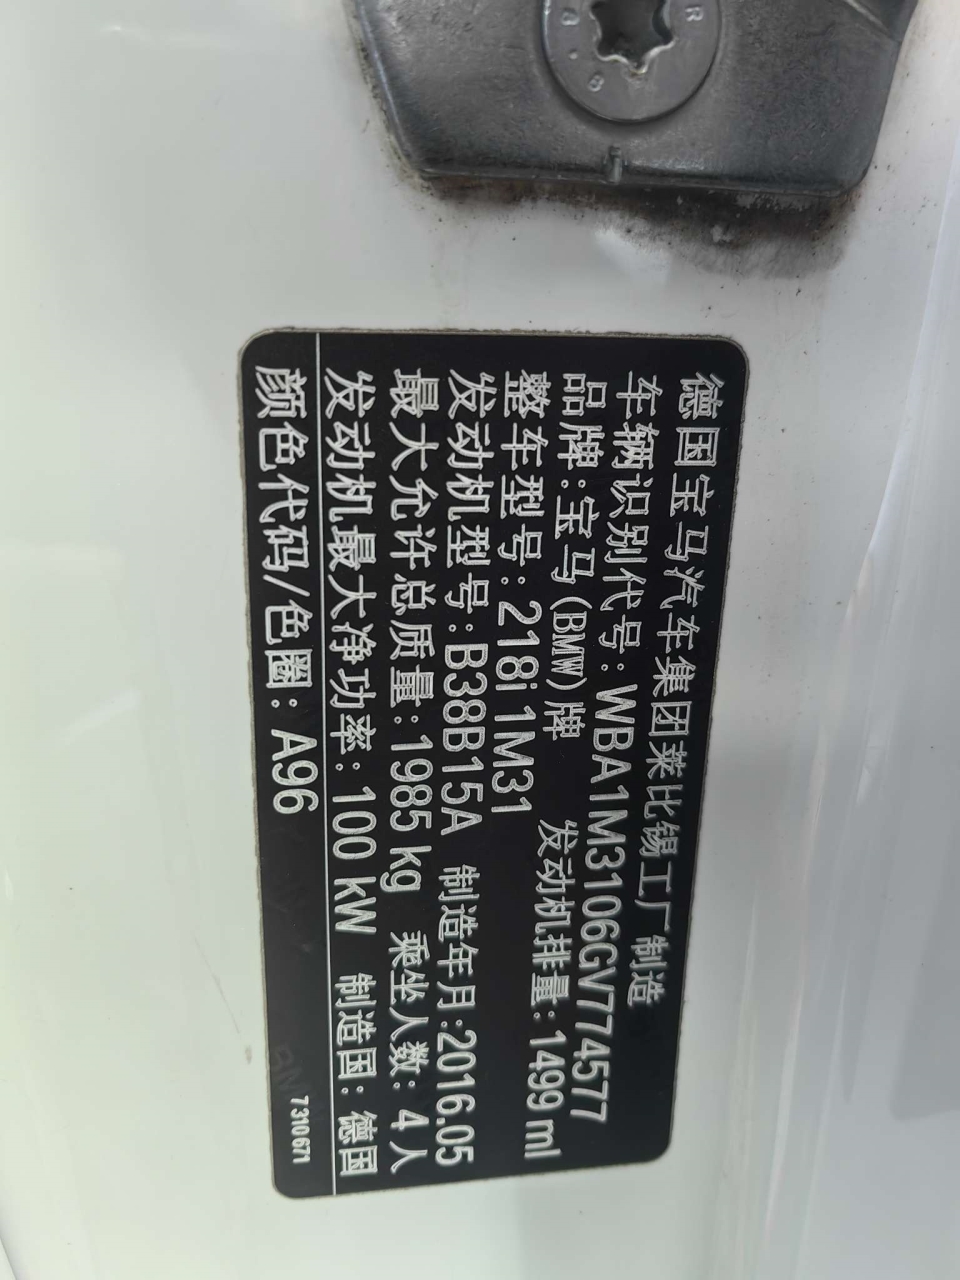 德国宝马汽车集团莱比锡工厂制造
车辆识别代号:WBA1M3106GV774577
品牌:宝马(BMW)牌 发动机排量:1499 ml
整车型号:218i 1M31
发动机型号:B38B15A 制造年月:2016.05
最大允许总质量:1985 kg 乘坐人数:4人
发动机最大净功率:100 kW 制造国:德国
颜色代码/色圈:A96
7310671